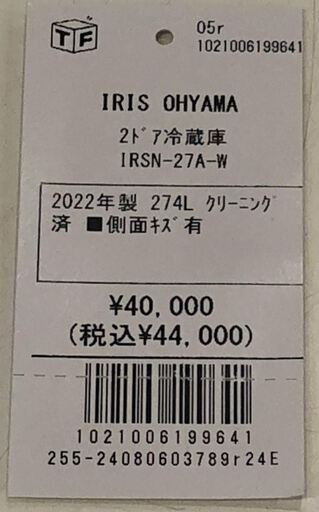 TF
05r
1021006199641
IRIS OHYAMA
2ﾄﾞｱ冷蔵庫
IRSN-27A-W
2022年製 274L ｸﾘｰﾆﾝｸﾞ
済 ■側面ｷｽﾞ有
¥40,000
(税込¥44,000)
1021006199641
255-24080603789r24E